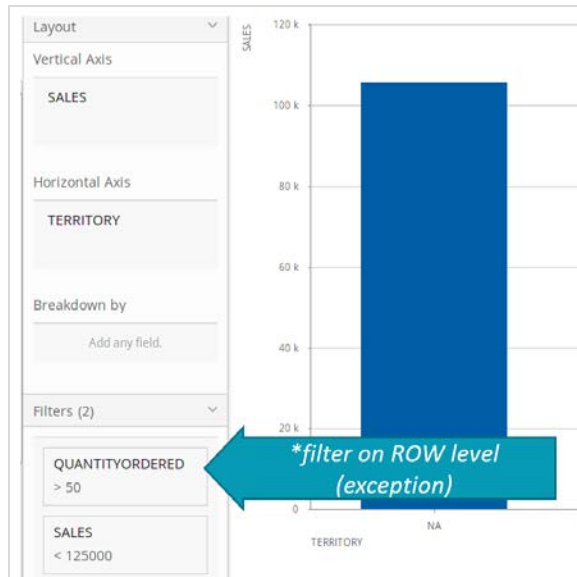 Layout
Vertical Axis
SALES
Horizontal Axis
TERRITORY
Breakdown by
Add any field.
Filters (2)
QUANTITYORDERED
> 50
SALES
< 125000
SALES
120 k
100 k
80 k
60 k
40 k
20 k
0
NA
TERRITORY
*filter on ROW level
(exception)